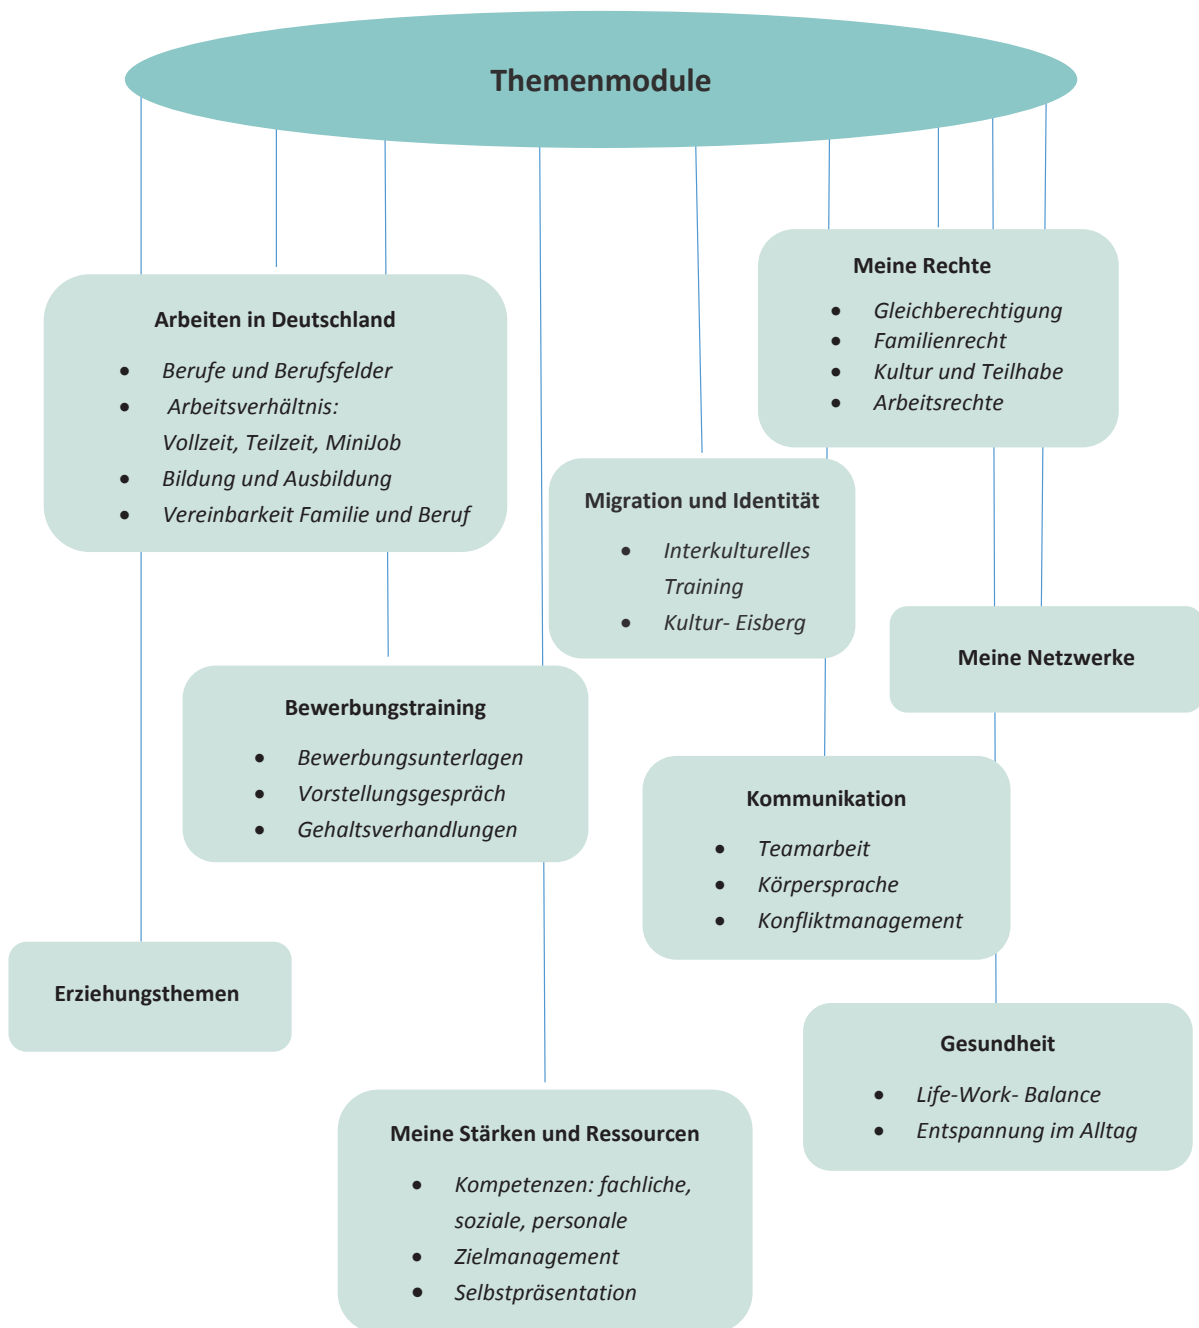 Themenmodule
Arbeiten in Deutschland
• Berufe und Berufsfelder
• Arbeitsverhältnis:
Vollzeit, Teilzeit, MiniJob
• Bildung und Ausbildung
• Vereinbarkeit Familie und Beruf
Meine Rechte
• Gleichberechtigung
• Familienrecht
• Kultur und Teilhabe
• Arbeitsrechte
Migration und Identität
• Interkulturelles
Training
• Kultur- Eisberg
Meine Netzwerke
Bewerbungstraining
• Bewerbungsunterlagen
• Vorstellungsgespräch
• Gehaltsverhandlungen
Kommunikation
• Teamarbeit
• Körpersprache
• Konfliktmanagement
Erziehungsthemen
Gesundheit
• Life-Work- Balance
• Entspannung im Alltag
Meine Stärken und Ressourcen
• Kompetenzen: fachliche,
soziale, personale
• Zielmanagement
• Selbstpräsentation